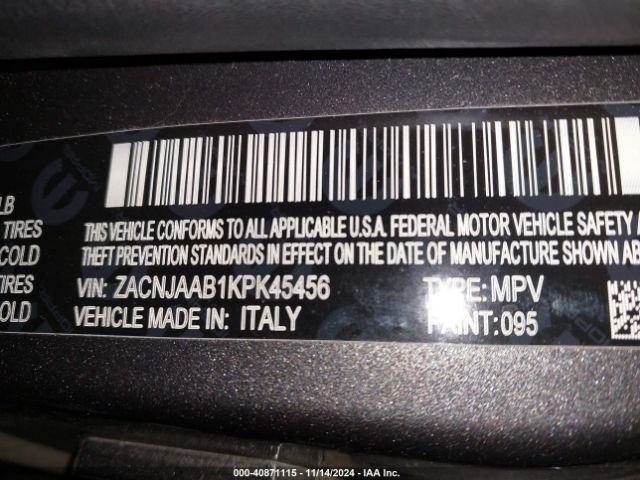 LB
TIRES
COLD
TIRES
COLD
THIS VEHICLE CONFORMS TO ALL APPLICABLE U.S.A. FEDERAL MOTOR VEHICLE SAFETY
THEFT PREVENTION STANDARDS IN EFFECT ON THE DATE OF MANUFACTURE SHOWN AB
VIN: ZACNJAAB1KPK45456 TYPE: MPV
VEHICLE MADE IN: ITALY PAINT: 095
MOPAR
000-40871115 - 11/14/2024 - IAA Inc.